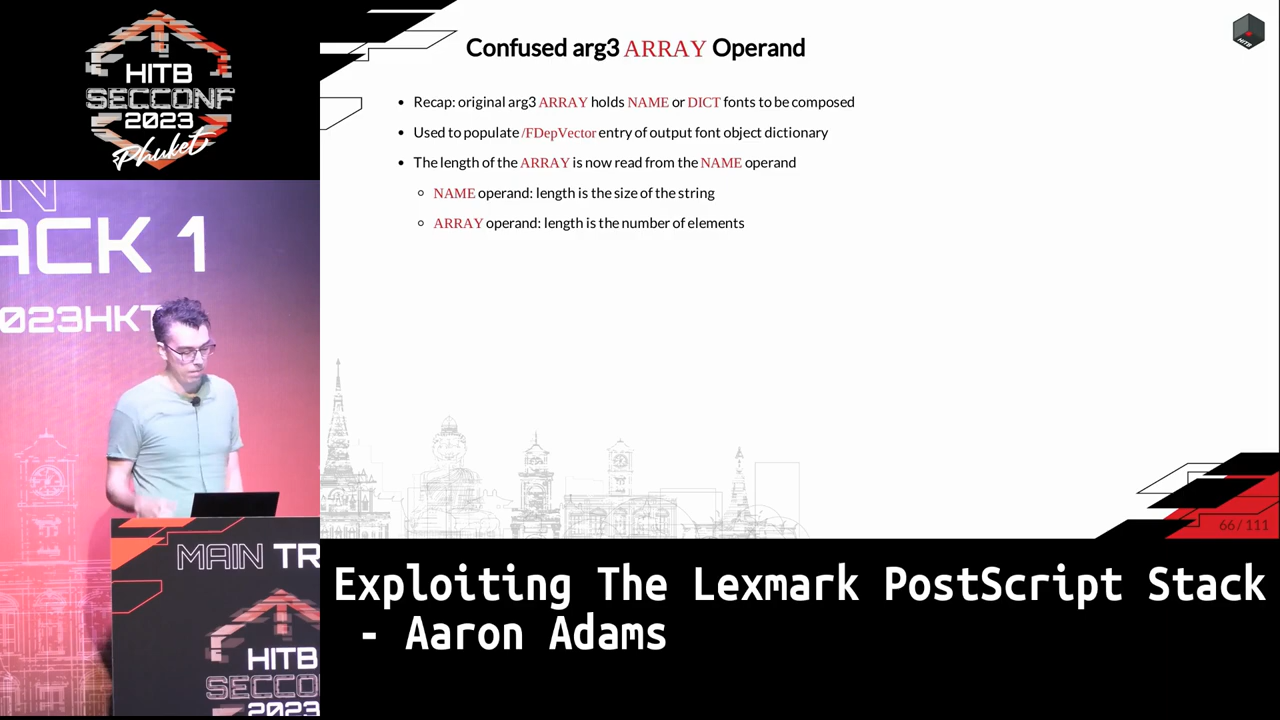 HITB
SECCONF
2023
Phuket
ACK 1
023HKT
MAIN TR
HITB
SECCO
2023
Confused arg3 ARRAY Operand
HITB
Recap: original arg3 ARRAY holds NAME or DICT fonts to be composed
Used to populate /FDepVector entry of output font object dictionary
The length of the ARRAY is now read from the NAME operand
NAME operand: length is the size of the string
ARRAY operand: length is the number of elements
66 / 111
Exploiting The Lexmark PostScript Stack
- Aaron Adams